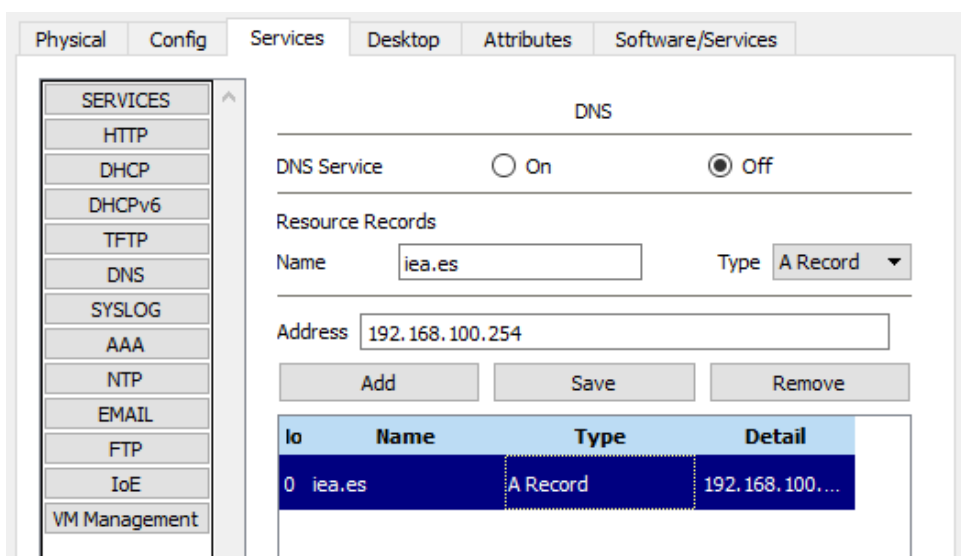 Physical Config Services Desktop Attributes Software/Services
SERVICES
HTTP
DHCP
DHCPv6
TFTP
DNS
SYSLOG
AAA
NTP
EMAIL
FTP
IoE
VM Management
DNS
DNS Service On Off
Resource Records
Name iea.es Type A Record
Address 192.168.100.254
Add Save Remove
Io Name Type Detail
0 iea.es A Record 192.168.100....